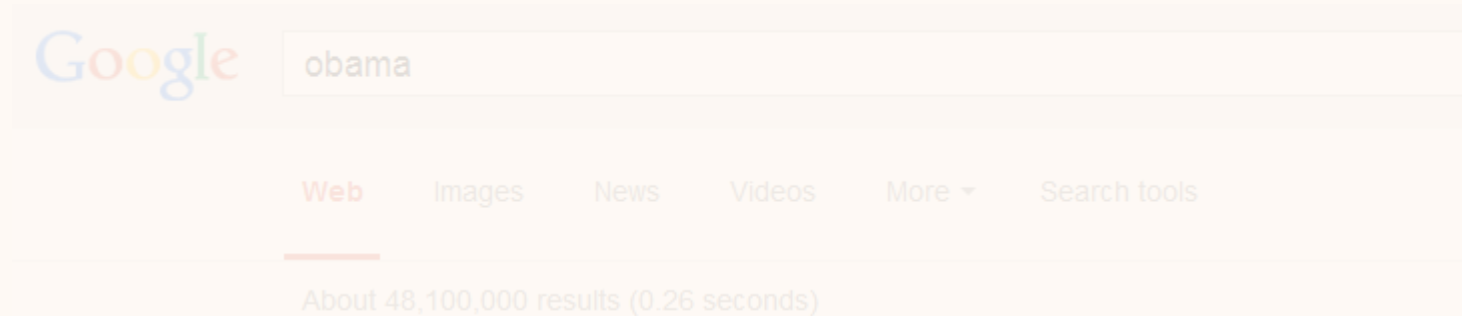 Google obama
Web Images News Videos More Search tools
About 48,100,000 results (0.26 seconds)